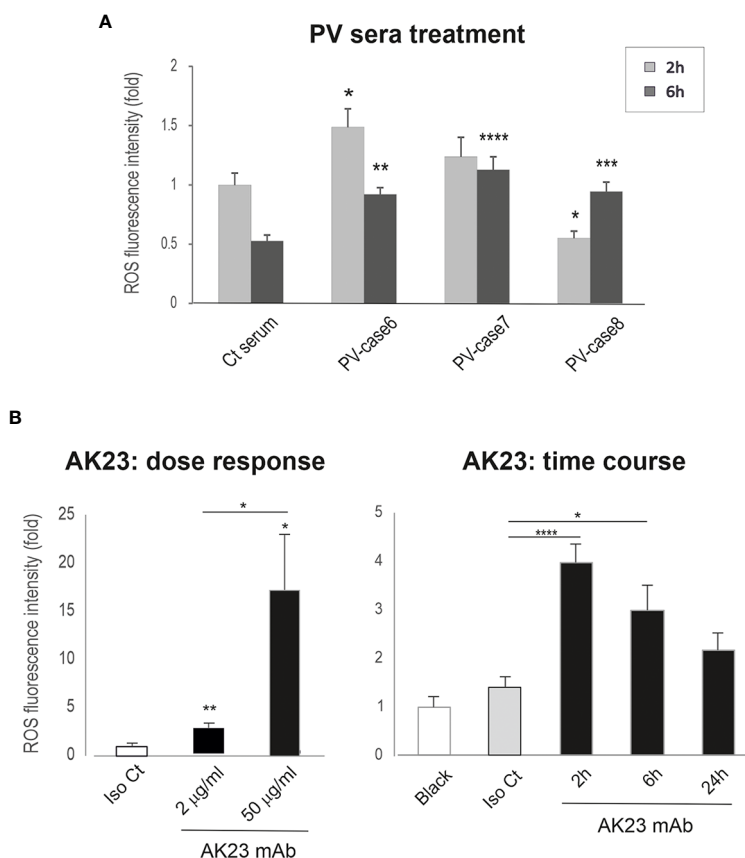 A
PV sera treatment
2h
6h
ROS fluorescence intensity (fold)
2
1.5
1
0.5
0
*
**
****
*
***
Ct serum
PV-case6
PV-case7
PV-case8
B
AK23: dose response
ROS fluorescence intensity (fold)
25
20
15
10
5
0
*
*
**
Iso Ct
2 µg/ml
50 µg/ml
AK23 mAb
AK23: time course
5
4
3
2
1
0
*
****
Black
Iso Ct
2h
6h
24h
AK23 mAb